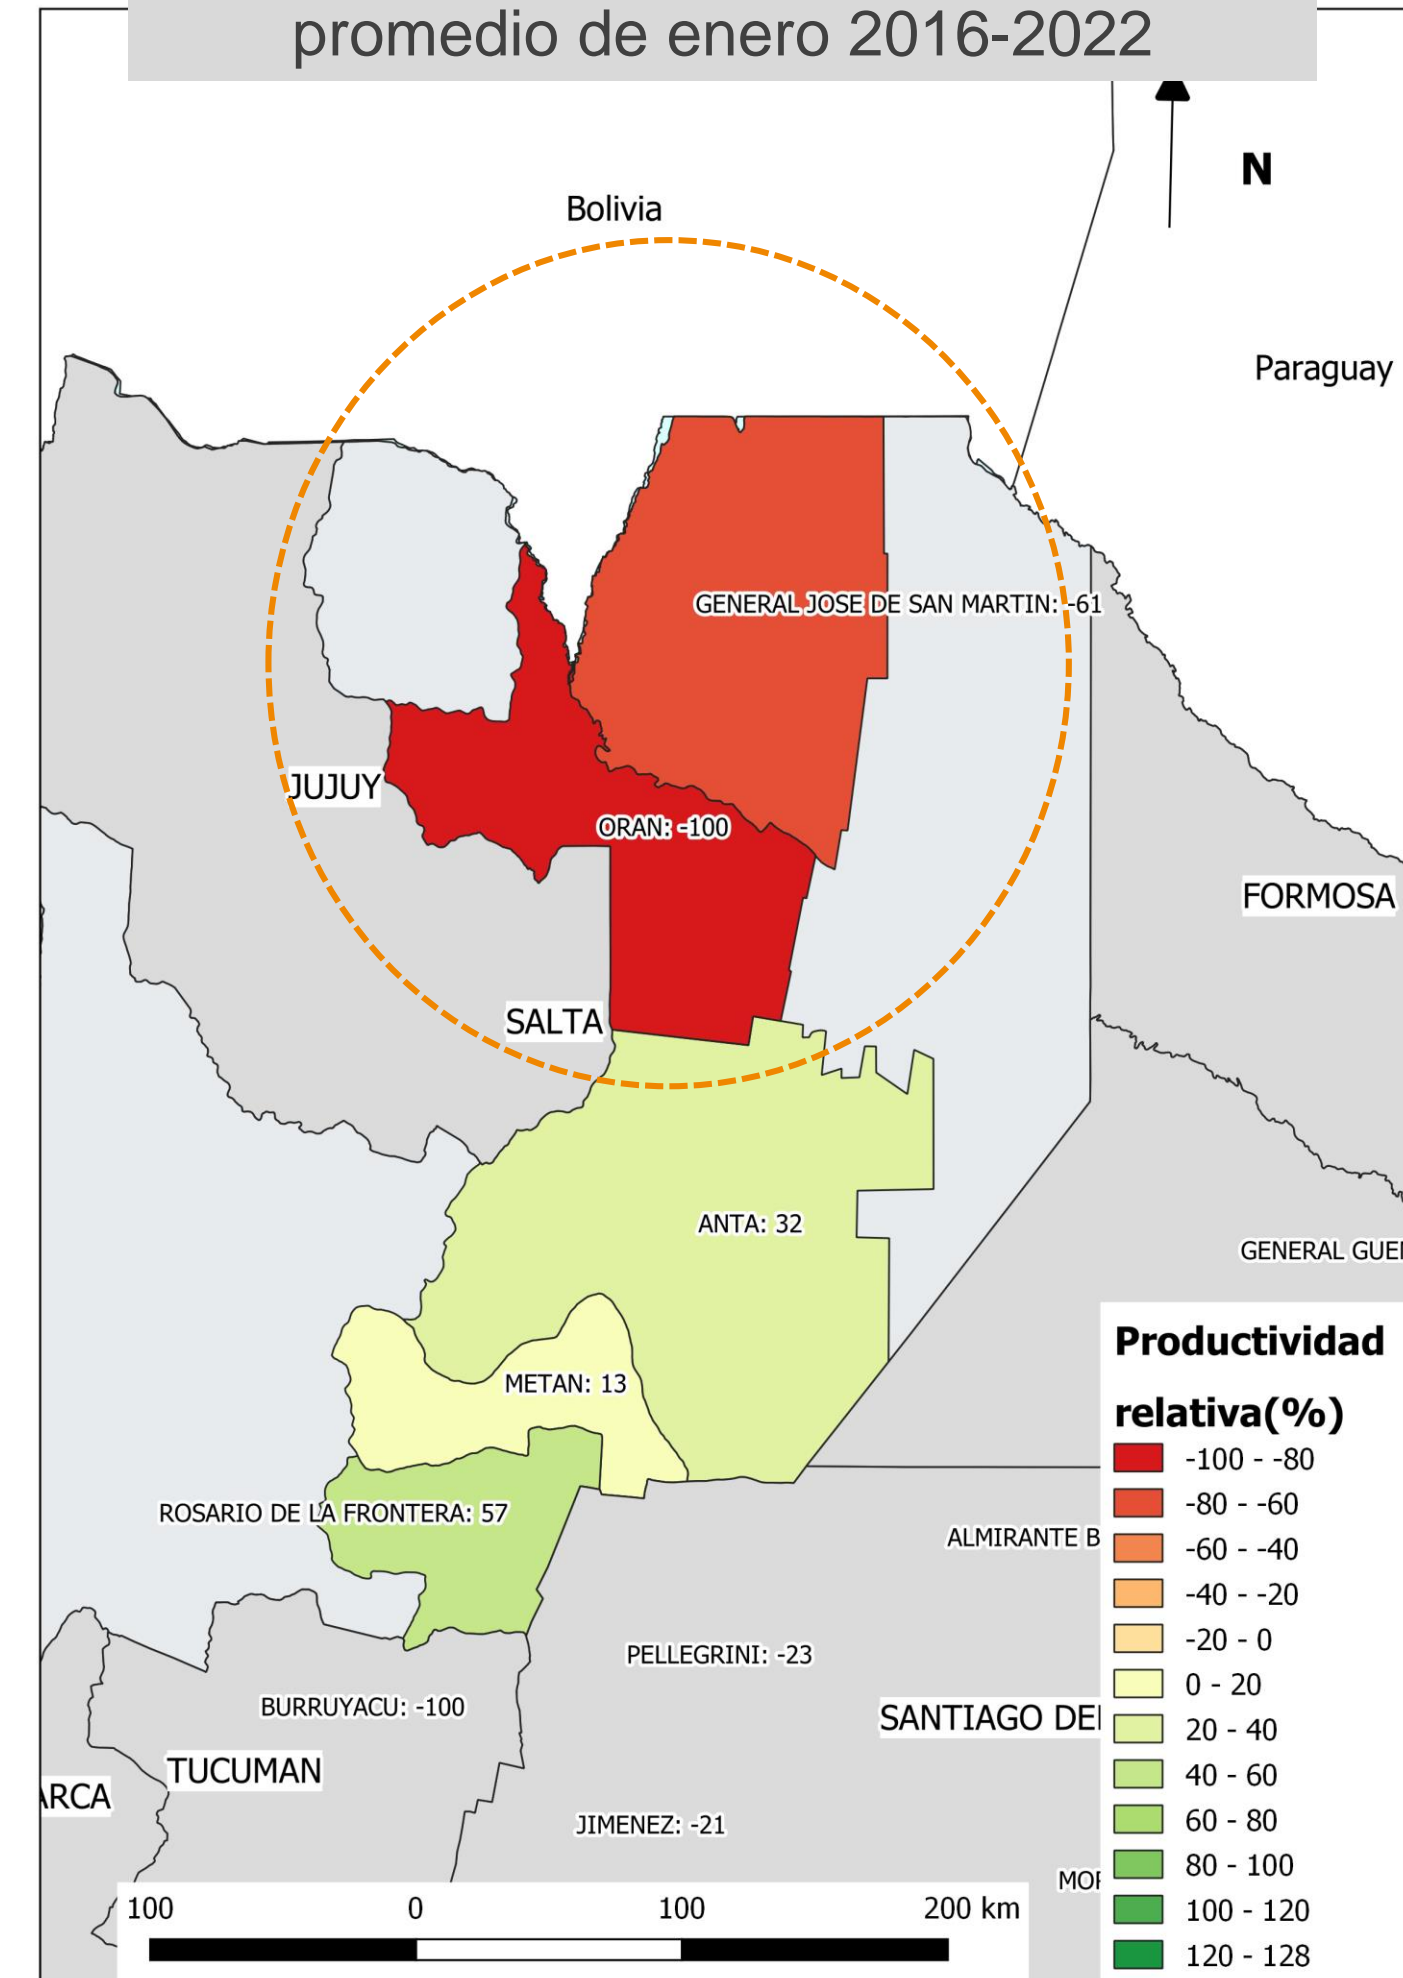 promedio de enero 2016-2022
N
Bolivia
Paraguay
GENERAL JOSE DE SAN MARTIN: -61
JUJUY
ORAN: -100
FORMOSA
SALTA
ANTA: 32
GENERAL GUE
METAN: 13
ROSARIO DE LA FRONTERA: 57
ALMIRANTE B
PELLEGRINI: -23
BURRUYACU: -100
SANTIAGO DE
TUCUMAN
ARCA
JIMENEZ: -21
MO
100 0 100 200 km
Productividad
relativa(%)
-100 - -80
-80 - -60
-60 - -40
-40 - -20
-20 - 0
0 - 20
20 - 40
40 - 60
60 - 80
80 - 100
100 - 120
120 - 128